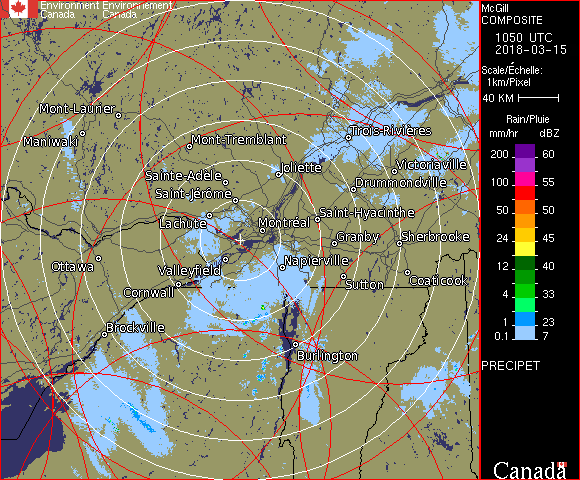 Environment Environnement
Canada Canada
Mont-Laurier
Maniwaki
Mont-Tremblant
Trois-Rivières
Sainte-Adèle
Joliette
Victoriaville
Saint-Jérôme
Drummondville
Lachute
Saint-Hyacinthe
Montréal
Granby
Sherbrooke
Ottawa
Valleyfield
Napierville
Cornwall
Sutton
Coaticook
Brockville
Burlington
McGill
COMPOSITE
1050 UTC
2018-03-15
Scale/Échelle:
1km/Pixel
40 KM
Rain/Pluie
mm/hr dBZ
200 60
100 55
50 50
24 45
12 40
4 33
1 23
0.1 7
PRECIPET
Canada